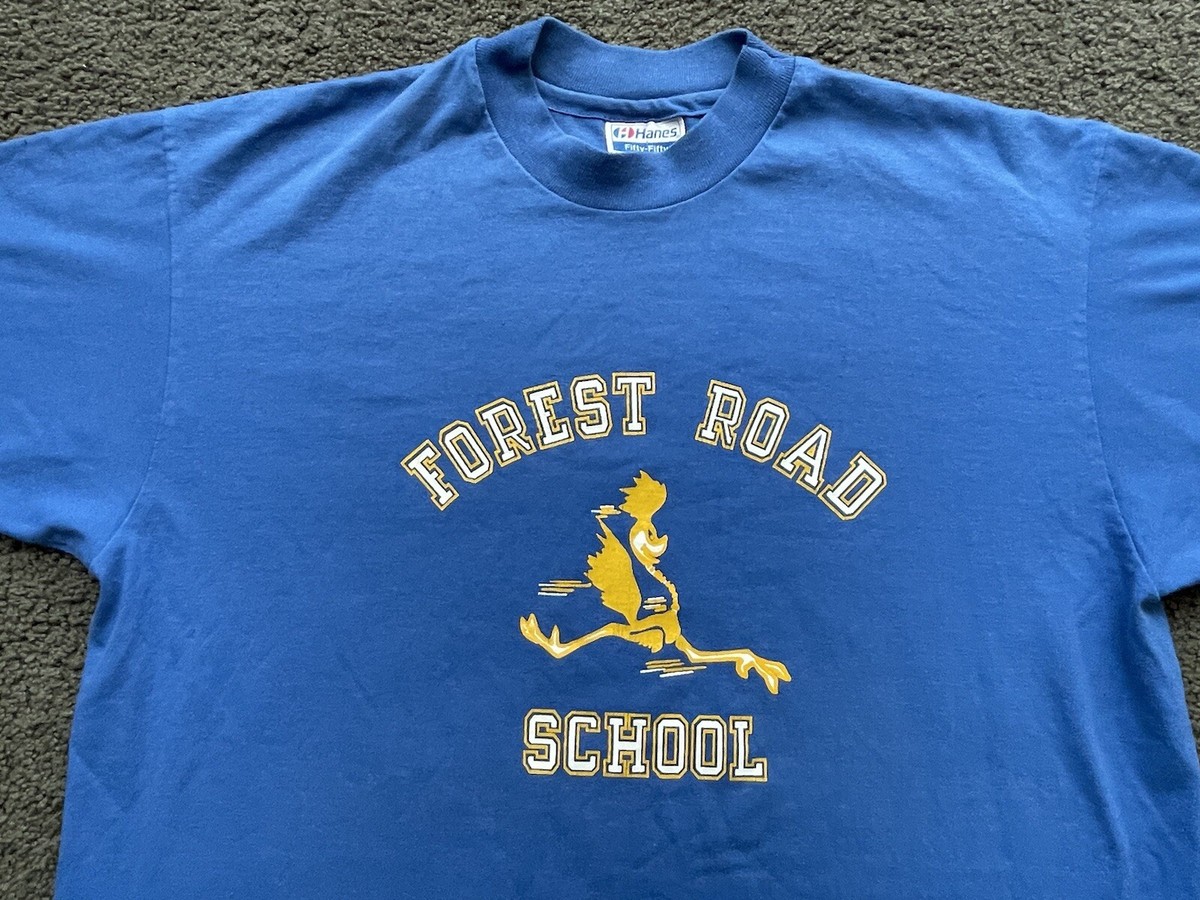 Hanes
Fifty-Fifty
FOREST ROAD
SCHOOL